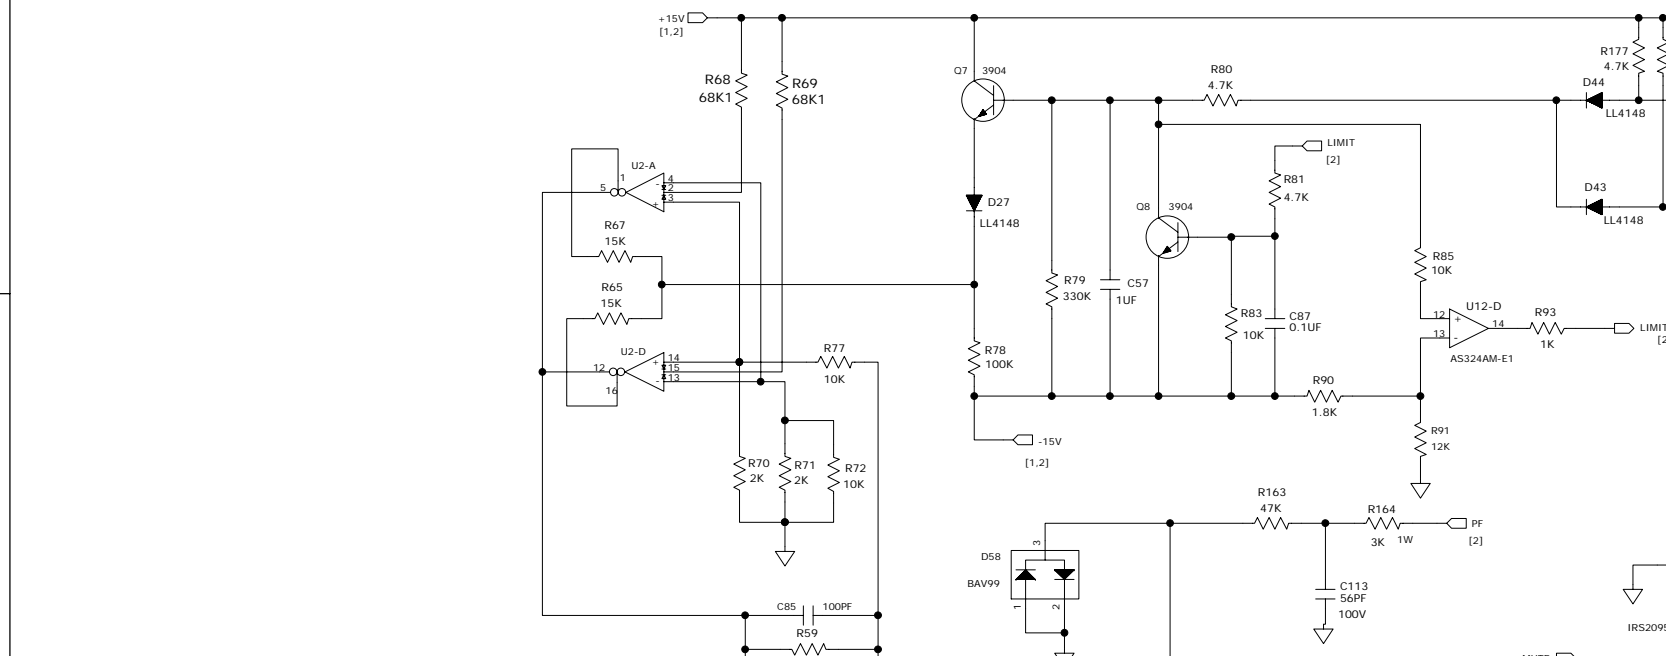 +15V
[1,2]
R68
68K1
R69
68K1
Q7
3904
R80
4.7K
R177
4.7K
D44
LL4148
U2-A
1
5
4
2
3
-
+
LIMIT
[2]
R81
4.7K
D27
LL4148
Q8
3904
D43
LL4148
R67
15K
R65
15K
R79
330K
C57
1UF
R83
10K
C87
0.1UF
R85
10K
U12-D
12
13
+
-
14
AS324AM-E1
R93
1K
LIMIT
U2-D
12
16
14
15
13
+
-
R77
10K
R78
100K
R90
1.8K
-15V
[1,2]
R91
12K
R70
2K
R71
2K
R72
10K
R163
47K
R164
3K
1W
PF
[2]
D58
BAV99
3
1
2
C113
56PF
100V
C85
100PF
R59
IRS2095